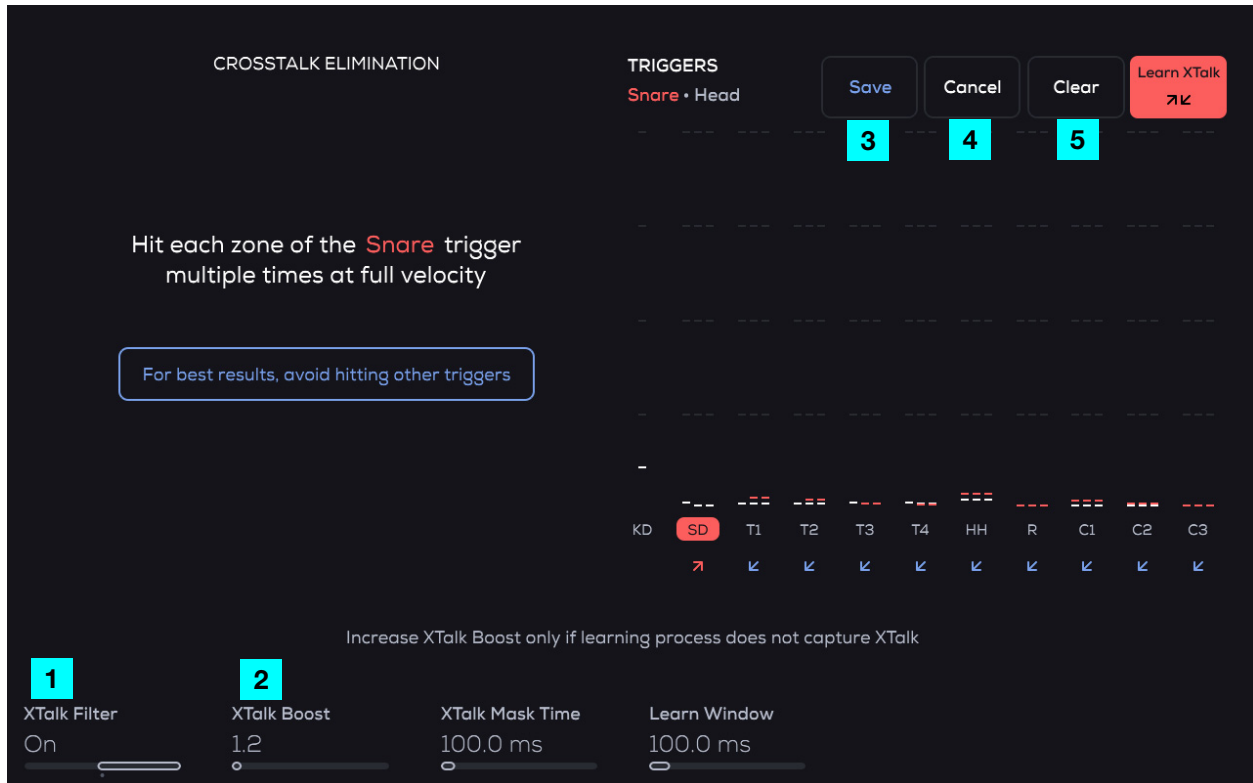 CROSSTALK ELIMINATION
TRIGGERS
Snare • Head
Save
Cancel
Clear
Learn XTalk
3
4
5
Hit each zone of the Snare trigger
multiple times at full velocity
For best results, avoid hitting other triggers
KD SD T1 T2 T3 T4 HH R C1 C2 C3
Increase XTalk Boost only if learning process does not capture XTalk
1
2
XTalk Filter
On
XTalk Boost
1.2
XTalk Mask Time
100.0 ms
Learn Window
100.0 ms